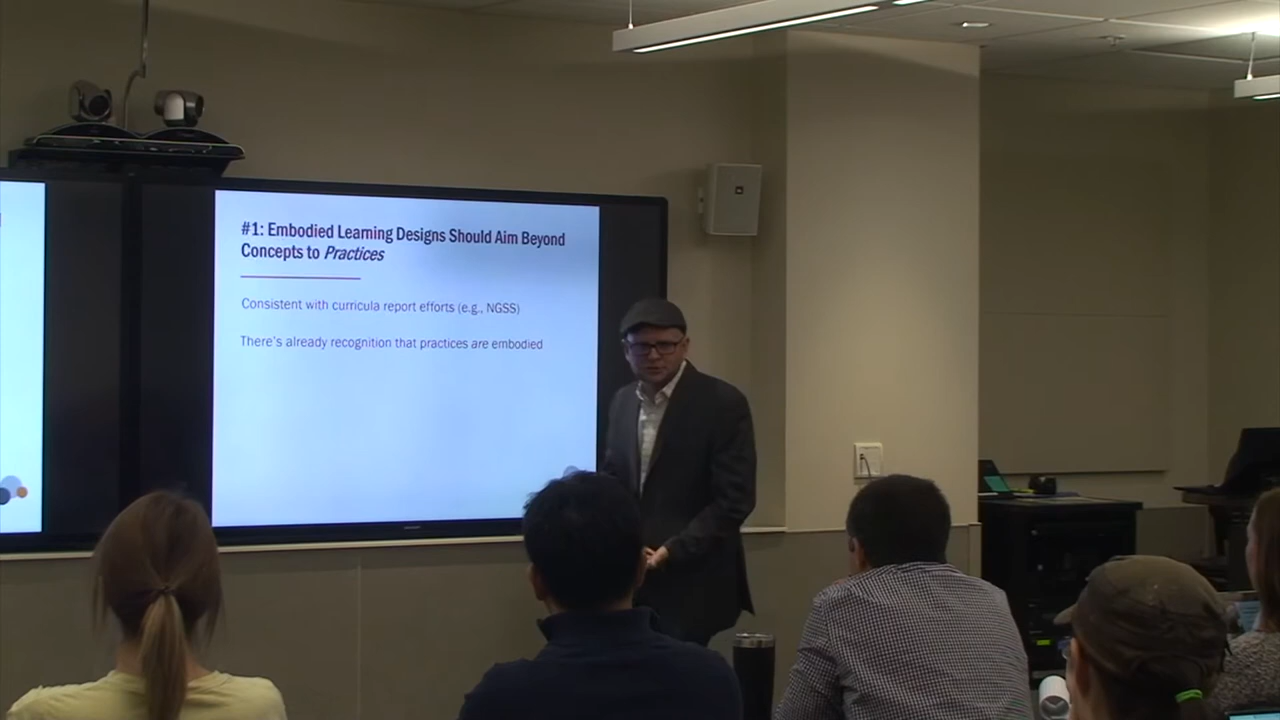 #1: Embodied Learning Designs Should Aim Beyond
Concepts to Practices
Consistent with curricula report efforts (e.g., NGSS)
There's already recognition that practices are embodied